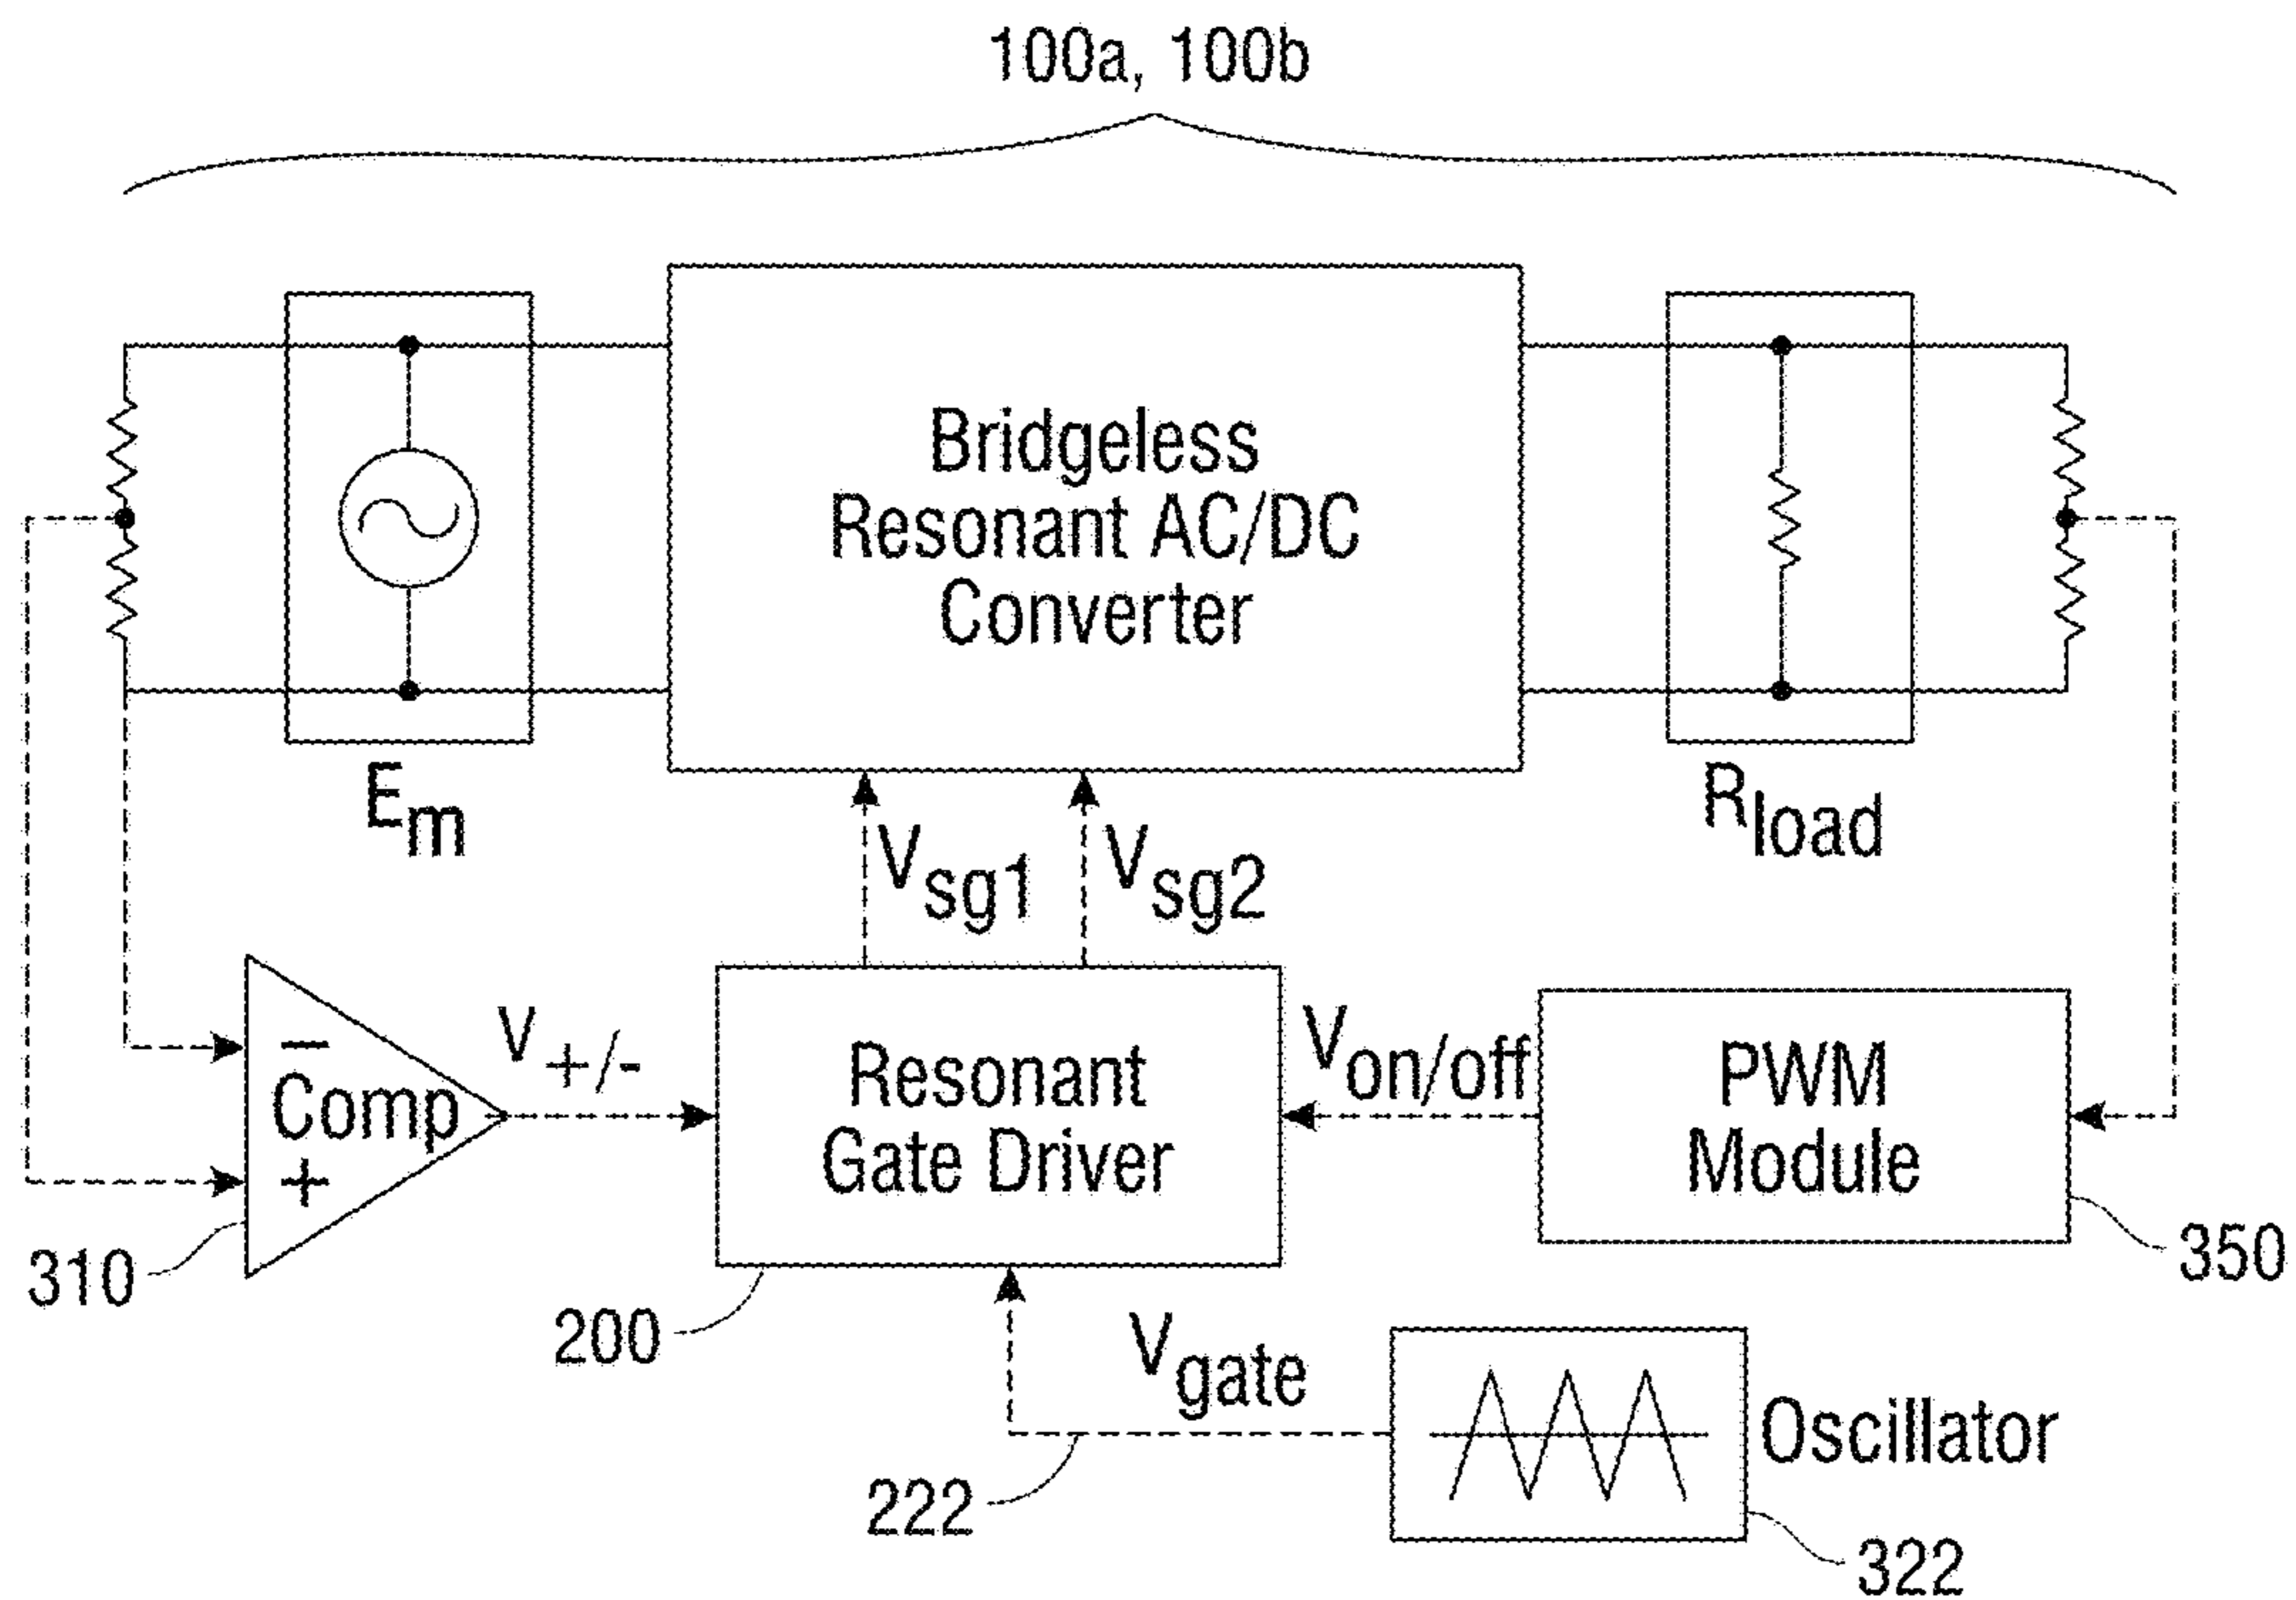 100a, 100b
Bridgeless
Resonant AC/DC
Converter
Em
Rload
Vsg1
Vsg2
−
Comp
+
V+/-
Resonant
Gate Driver
Von/off
PWM
Module
310
200
350
Vgate
222
Oscillator
322